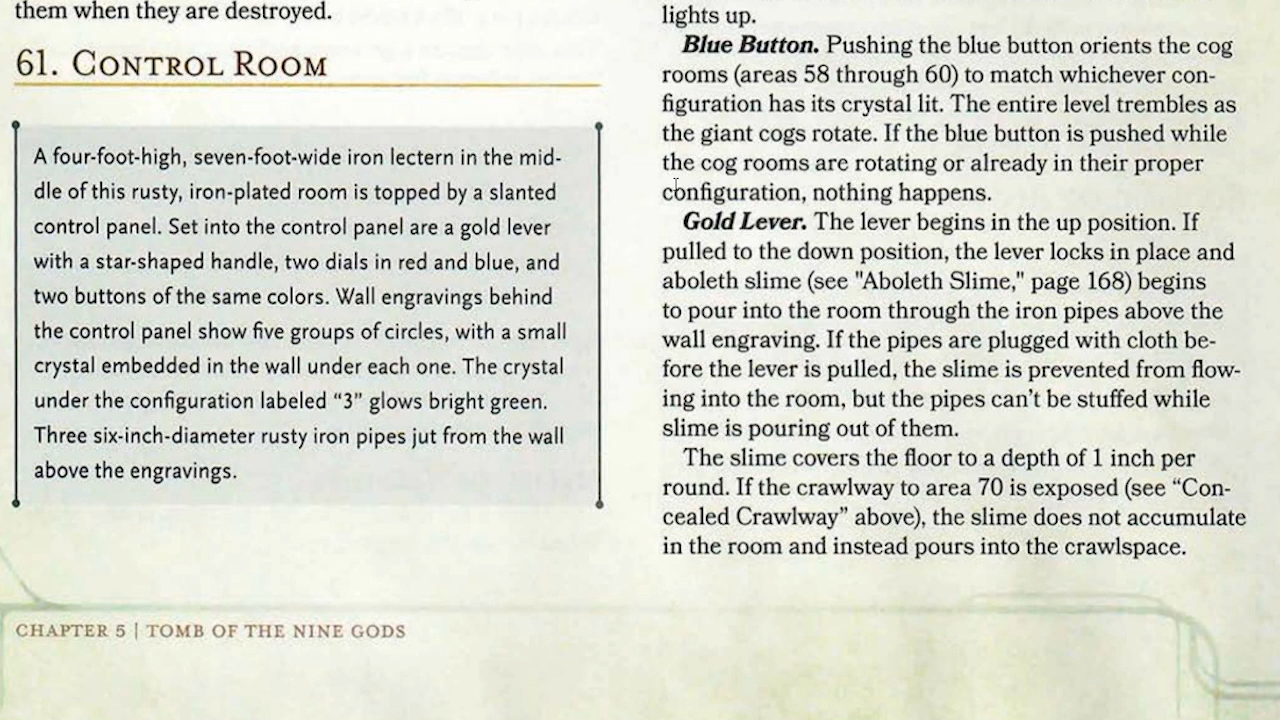 them when they are destroyed.
61. Control Room
A four-foot-high, seven-foot-wide iron lectern in the mid-
dle of this rusty, iron-plated room is topped by a slanted
control panel. Set into the control panel are a gold lever
with a star-shaped handle, two dials in red and blue, and
two buttons of the same colors. Wall engravings behind
the control panel show five groups of circles, with a small
crystal embedded in the wall under each one. The crystal
under the configuration labeled “3” glows bright green.
Three six-inch-diameter rusty iron pipes jut from the wall
above the engravings.
lights up.
Blue Button. Pushing the blue button orients the cog
rooms (areas 58 through 60) to match whichever con-
figuration has its crystal lit. The entire level trembles as
the giant cogs rotate. If the blue button is pushed while
the cog rooms are rotating or already in their proper
configuration, nothing happens.
Gold Lever. The lever begins in the up position. If
pulled to the down position, the lever locks in place and
aboleth slime (see "Aboleth Slime," page 168) begins
to pour into the room through the iron pipes above the
wall engraving. If the pipes are plugged with cloth be-
fore the lever is pulled, the slime is prevented from flow-
ing into the room, but the pipes can’t be stuffed while
slime is pouring out of them.
The slime covers the floor to a depth of 1 inch per
round. If the crawlway to area 70 is exposed (see “Con-
cealed Crawlway” above), the slime does not accumulate
in the room and instead pours into the crawlspace.
CHAPTER 5 | TOMB OF THE NINE GODS